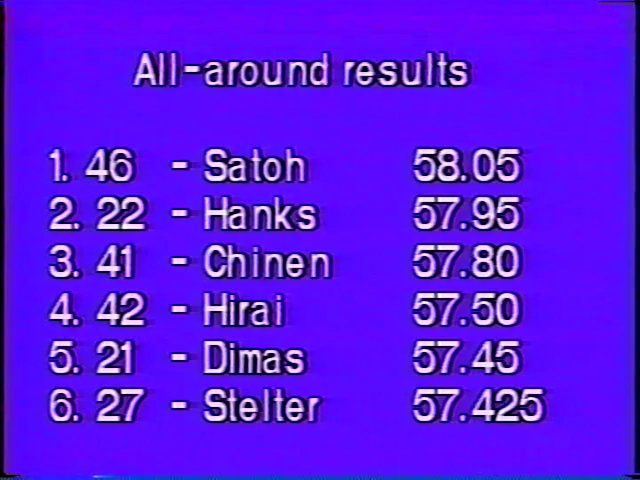 All-around results
1. 46 - Satoh 58.05
2. 22 - Hanks 57.95
3. 41 - Chinen 57.80
4. 42 - Hirai 57.50
5. 21 - Dimas 57.45
6. 27 - Stelter 57.425